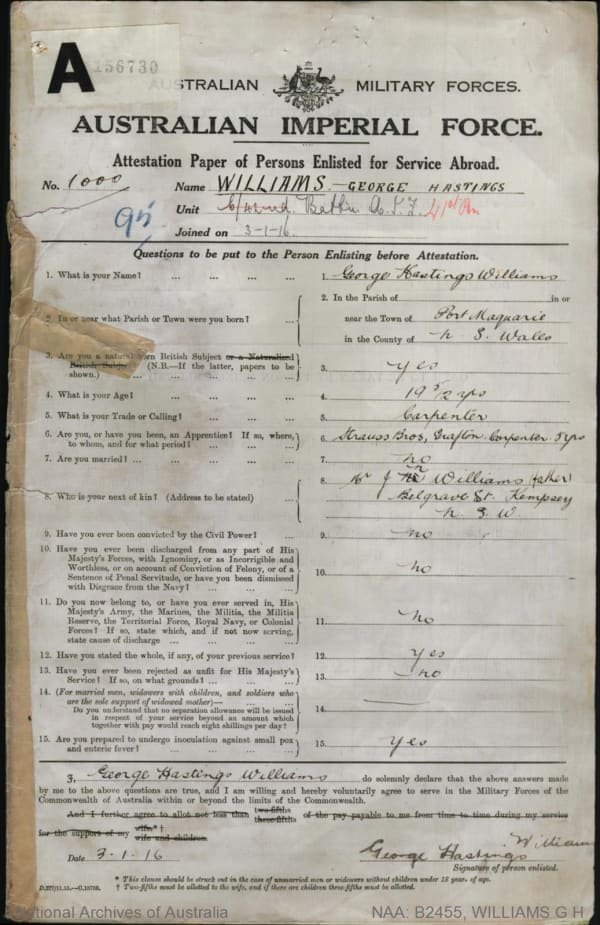 A 156730
AUSTRALIAN MILITARY FORCES.
AUSTRALIAN IMPERIAL FORCE.
Attestation Paper of Persons Enlisted for Service Abroad.
No. 1000 Name WILLIAMS GEORGE HASTINGS
95 Unit 42nd. Battn A.I.F. 41st Bn
Joined on 3-1-16
Questions to be put to the Person Enlisting before Attestation.
1. What is your Name? ... ... ... ... 1. George Hastings Williams
2. In or near what Parish or Town were you born? ... 2. In the Parish of in or
near the Town of Port Maquarie
in the County of N S. Wales
3. Are you a natural born British Subject or a Naturalized
British Subject? (N.B.—If the latter, papers to be
shown.) ... ... ... ... 3. yes
4. What is your Age? ... ... ... ... 4. 19 5/12 yrs
5. What is your Trade or Calling? ... ... ... 5. Carpenter
6. Are you, or have you been, an Apprentice? If so, where,
to whom, and for what period? ... ... ... 6. Strauss Bros, Grafton. Carpenter yrs
7. Are you married? ... ... ... ... 7. no
8. Who is your next of kin? (Address to be stated) ... 8. Mr J Williams (father)
Belgrave St. Kempsey
N. S. W
9. Have you ever been convicted by the Civil Power? ... 9. no
10. Have you ever been discharged from any part of His
Majesty's Forces, with Ignominy, or as Incorrigible and
Worthless, or on account of Conviction of Felony, or of a
Sentence of Penal Servitude, or have you been dismissed
with Disgrace from the Navy? ... ... ... 10. no
11. Do you now belong to, or have you ever served in, His
Majesty's Army, the Marines, the Militia, the Militia
Reserve, the Territorial Force, Royal Navy, or Colonial
Forces? If so, state which, and if not now serving,
state cause of discharge ... ... ... 11. no
12. Have you stated the whole, if any, of your previous service? 12. yes
13. Have you ever been rejected as unfit for His Majesty's
Service? If so, on what grounds? ... ... ... 13. no
14. (For married men, widowers with children, and soldiers who
are the sole support of widowed mother)—
Do you understand that no separation allowance will be issued
in respect of your service beyond an amount which
together with pay would reach eight shillings per day? 14.
15. Are you prepared to undergo inoculation against small pox
and enteric fever? ... ... ... ... 15. yes
I, George Hastings Williams do solemnly declare that the above answers made
by me to the above questions are true, and I am willing and hereby voluntarily agree to serve in the Military Forces of the
Commonwealth of Australia within or beyond the limits of the Commonwealth.
And I further agree to allot not less than two-fifths three-fifths of the pay payable to me from time to time during my service
for the support of my wife* wife and children.
Date 3.1.16 George Hastings Williams
Signature of person enlisted.
* This clause should be struck out in the case of unmarried men or widowers without children under 18 years of age.
† Two-fifths must be allotted to the wife, and if there are children three-fifths must be allotted.
National Archives of Australia NAA: B2455, WILLIAMS G H